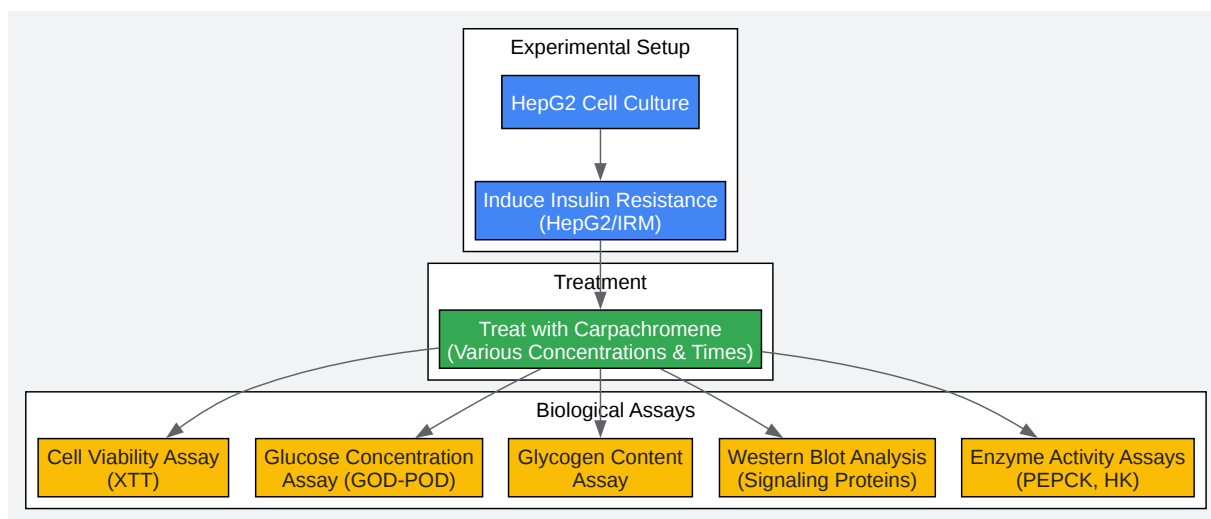 Experimental Setup
HepG2 Cell Culture
Induce Insulin Resistance
(HepG2/IRM)
Treatment
Treat with Carpachromene
(Various Concentrations & Times)
Biological Assays
Cell Viability Assay
(XTT)
Glucose Concentration
Assay (GOD-POD)
Glycogen Content
Assay
Western Blot Analysis
(Signaling Proteins)
Enzyme Activity Assays
(PEPCK, HK)